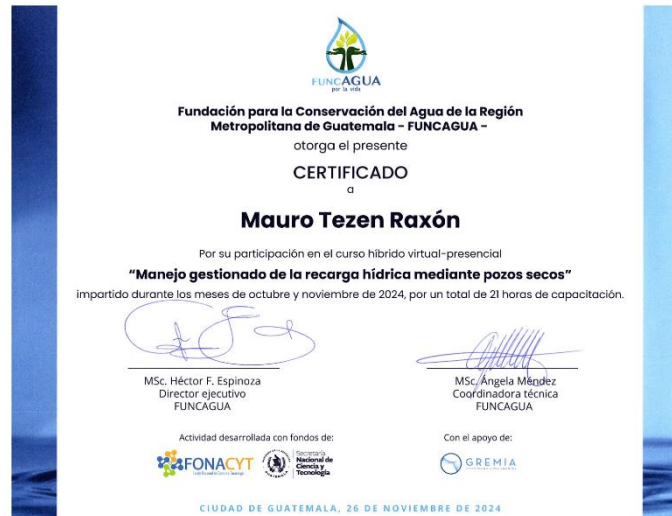 FUNCAGUA
por la vida
Fundación para la Conservación del Agua de la Región
Metropolitana de Guatemala - FUNCAGUA -
otorga el presente
CERTIFICADO
a
Mauro Tezen Raxón
Por su participación en el curso híbrido virtual-presencial
“Manejo gestionado de la recarga hídrica mediante pozos secos”
impartido durante los meses de octubre y noviembre de 2024, por un total de 21 horas de capacitación.
MSc. Héctor F. Espinoza
Director ejecutivo
FUNCAGUA
MSc. Ángela Méndez
Coordinadora técnica
FUNCAGUA
Actividad desarrollada con fondos de:
FONACYT
Secretaría
Nacional de
Ciencia y
Tecnología
Con el apoyo de:
GREMIA
CIUDAD DE GUATEMALA, 26 DE NOVIEMBRE DE 2024